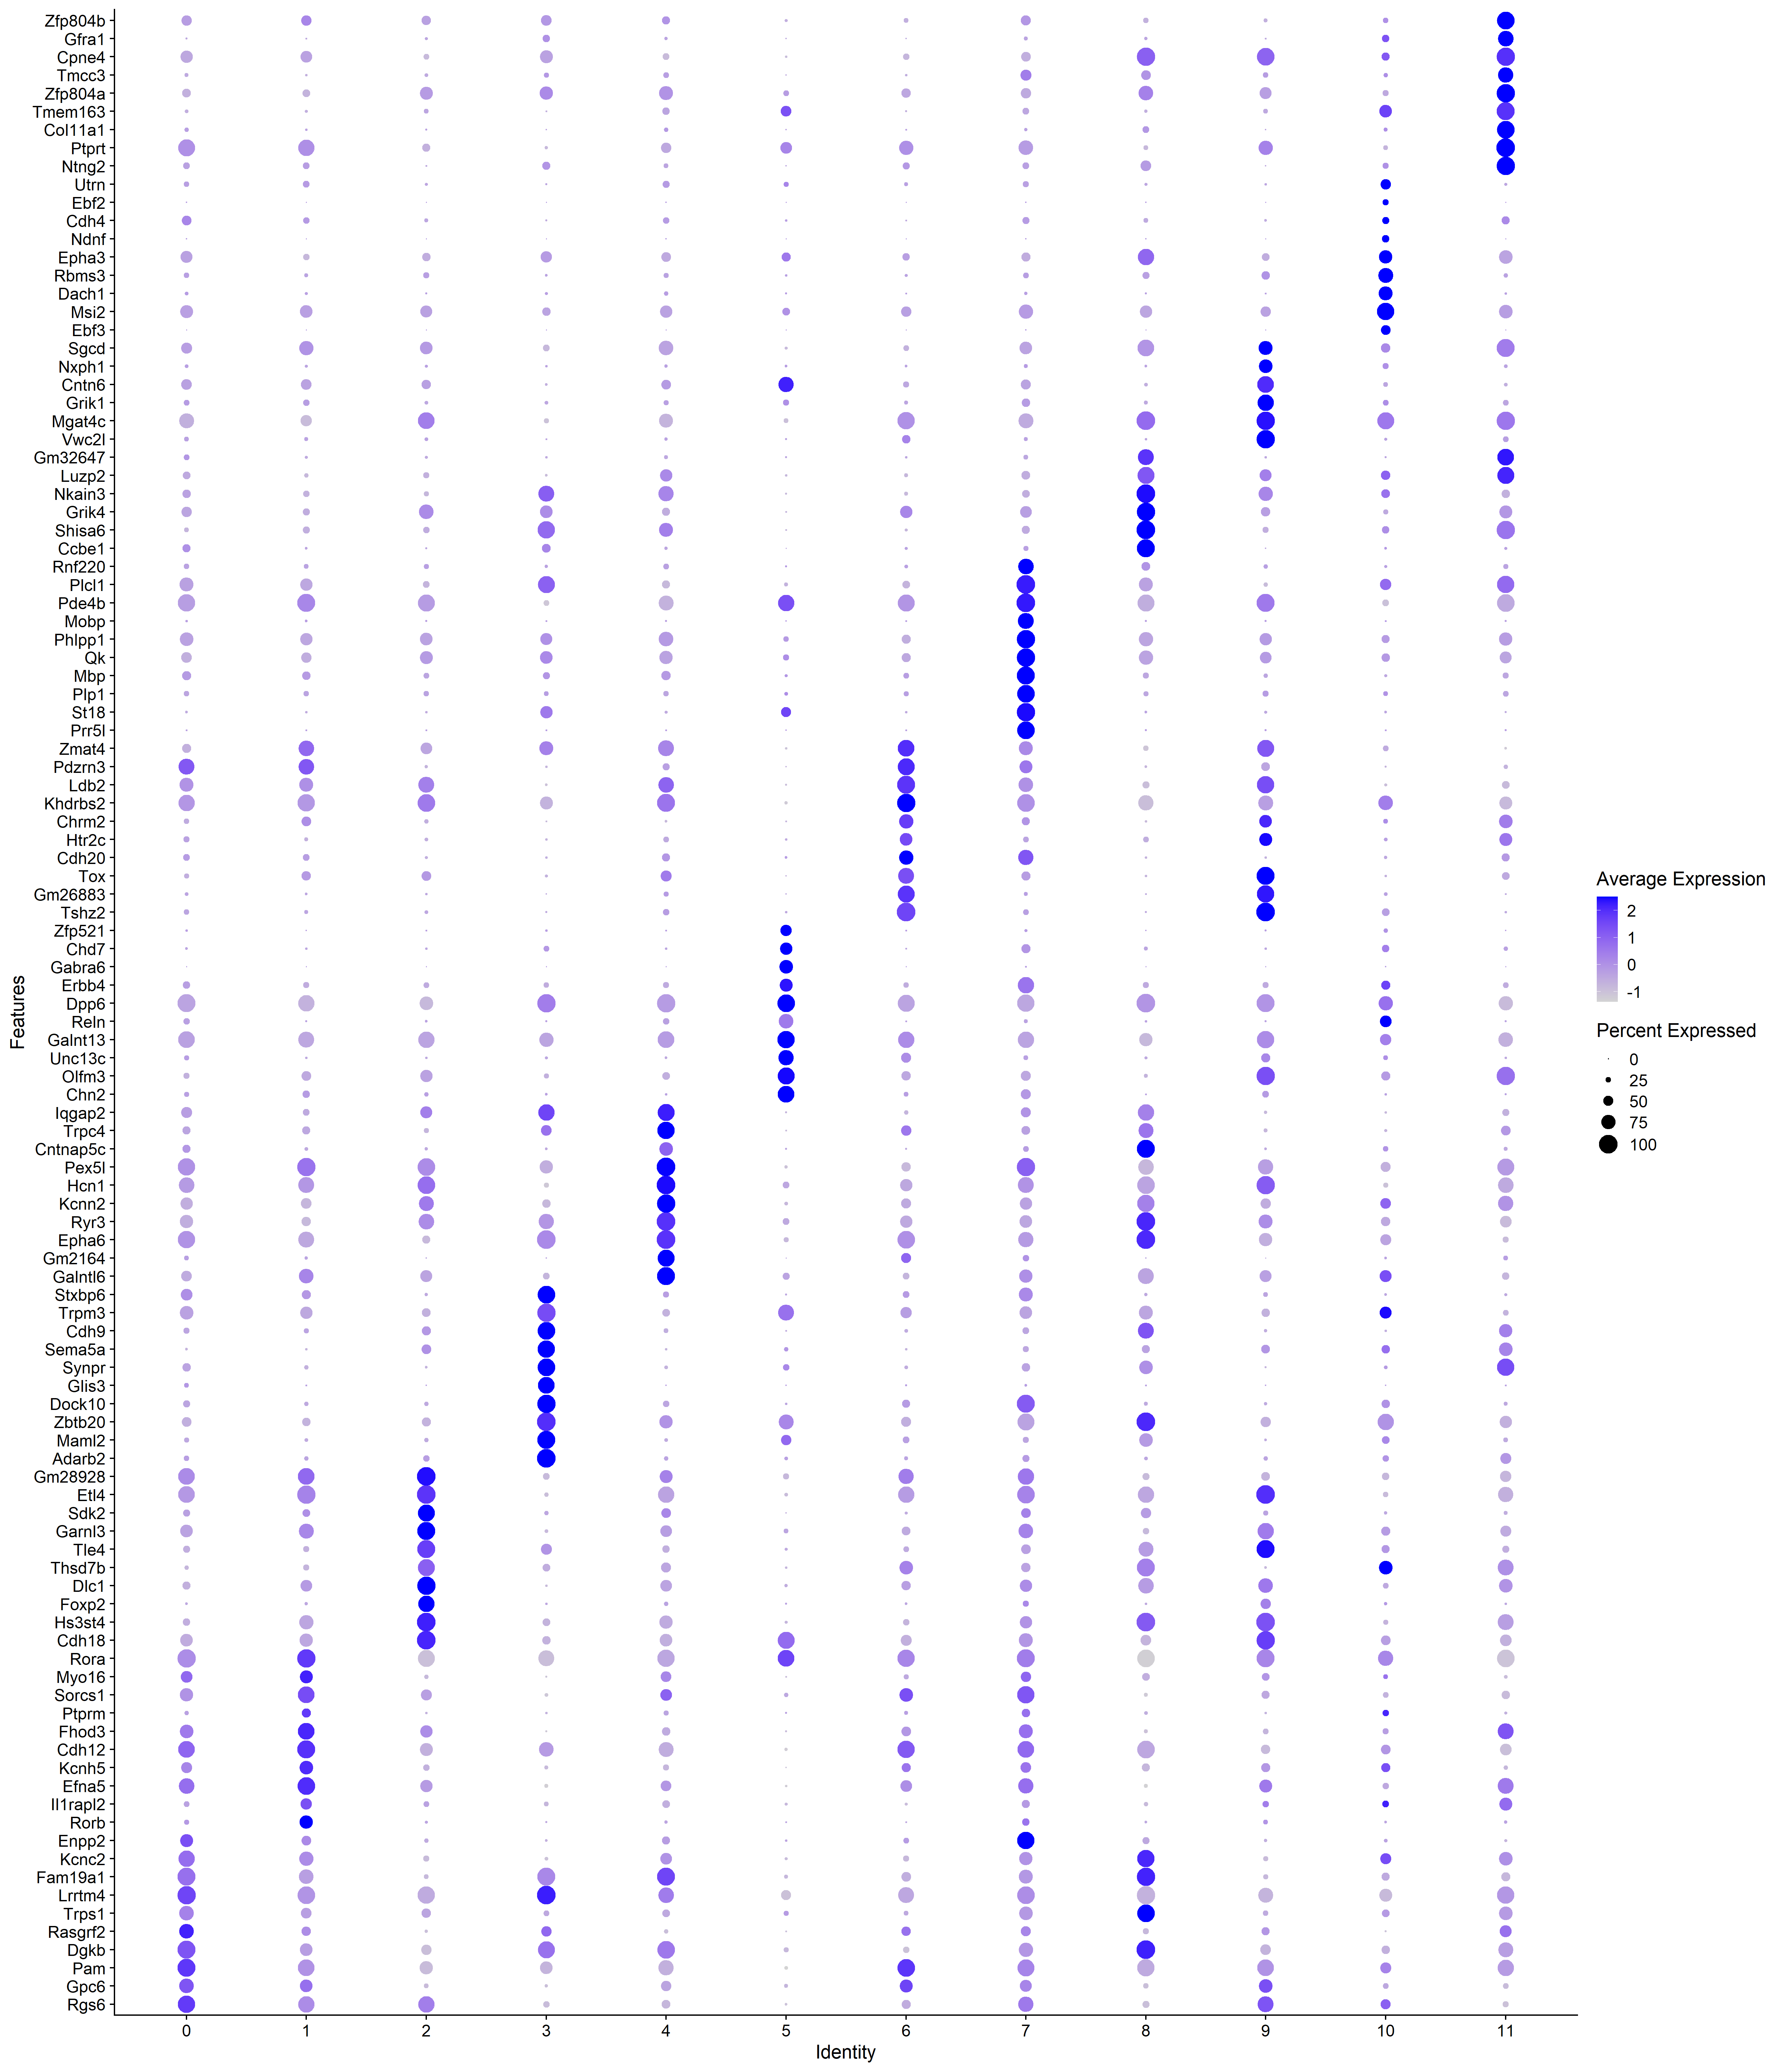 Zfp804b
Gfra1
Cpne4
Tmcc3
Zfp804a
Tmem163
Col11a1
Ptprt
Ntng2
Utrn
Ebf2
Cdh4
Ndnf
Epha3
Rbms3
Dach1
Msi2
Ebf3
Sgcd
Nxph1
Cntn6
Grik1
Mgat4c
Vwc2l
Gm32647
Luzp2
Nkain3
Grik4
Shisa6
Ccbe1
Rnf220
Plcl1
Pde4b
Mobp
Phlpp1
Qk
Mbp
Plp1
St18
Prr5l
Zmat4
Pdzrn3
Ldb2
Khdrbs2
Chrm2
Htr2c
Cdh20
Tox
Gm26883
Tshz2
Zfp521
Chd7
Gabra6
Erbb4
Dpp6
Reln
Galnt13
Unc13c
Olfm3
Chn2
Iqgap2
Trpc4
Cntnap5c
Pex5l
Hcn1
Kcnn2
Ryr3
Epha6
Gm2164
Galntl6
Stxbp6
Trpm3
Cdh9
Sema5a
Synpr
Glis3
Dock10
Zbtb20
Maml2
Adarb2
Gm28928
Etl4
Sdk2
Garnl3
Tle4
Thsd7b
Dlc1
Foxp2
Hs3st4
Cdh18
Rora
Myo16
Sorcs1
Ptprm
Fhod3
Cdh12
Kcnh5
Efna5
Il1rapl2
Rorb
Enpp2
Kcnc2
Fam19a1
Lrrtm4
Trps1
Rasgrf2
Dgkb
Pam
Gpc6
Rgs6
Features
0 1 2 3 4 5 6 7 8 9 10 11
Identity
Average Expression
2
1
0
-1
Percent Expressed
0
25
50
75
100